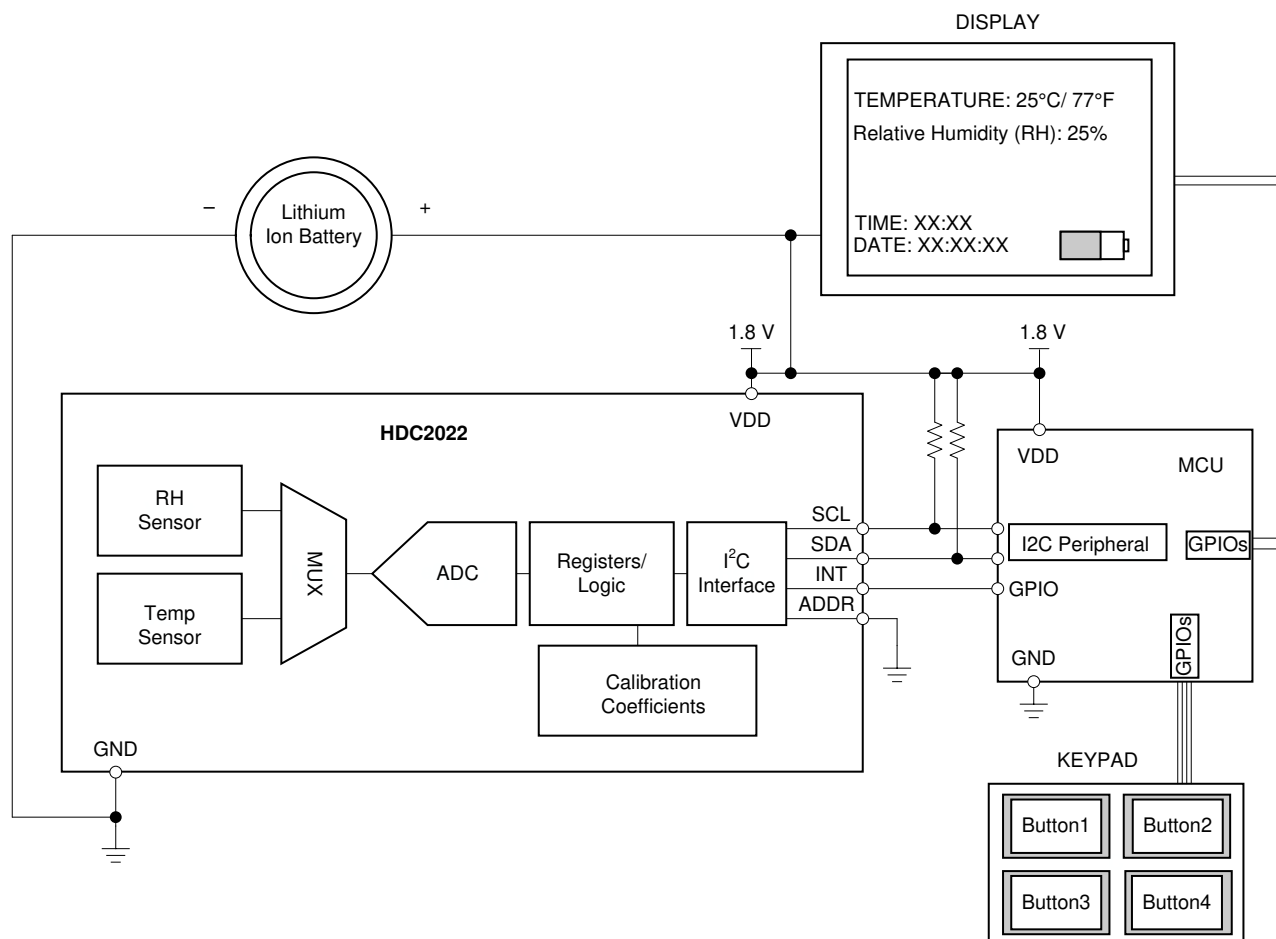 DISPLAY
TEMPERATURE: 25°C/ 77°F
Relative Humidity (RH): 25%
TIME: XX:XX
DATE: XX:XX:XX
–
Lithium
Ion Battery
+
1.8 V
1.8 V
VDD
HDC2022
RH
Sensor
Temp
Sensor
MUX
ADC
Registers/
Logic
I²C
Interface
Calibration
Coefficients
SCL
SDA
INT
ADDR
GND
VDD
MCU
I2C Peripheral
GPIOs
GPIO
GND
GPIOs
KEYPAD
Button1
Button2
Button3
Button4